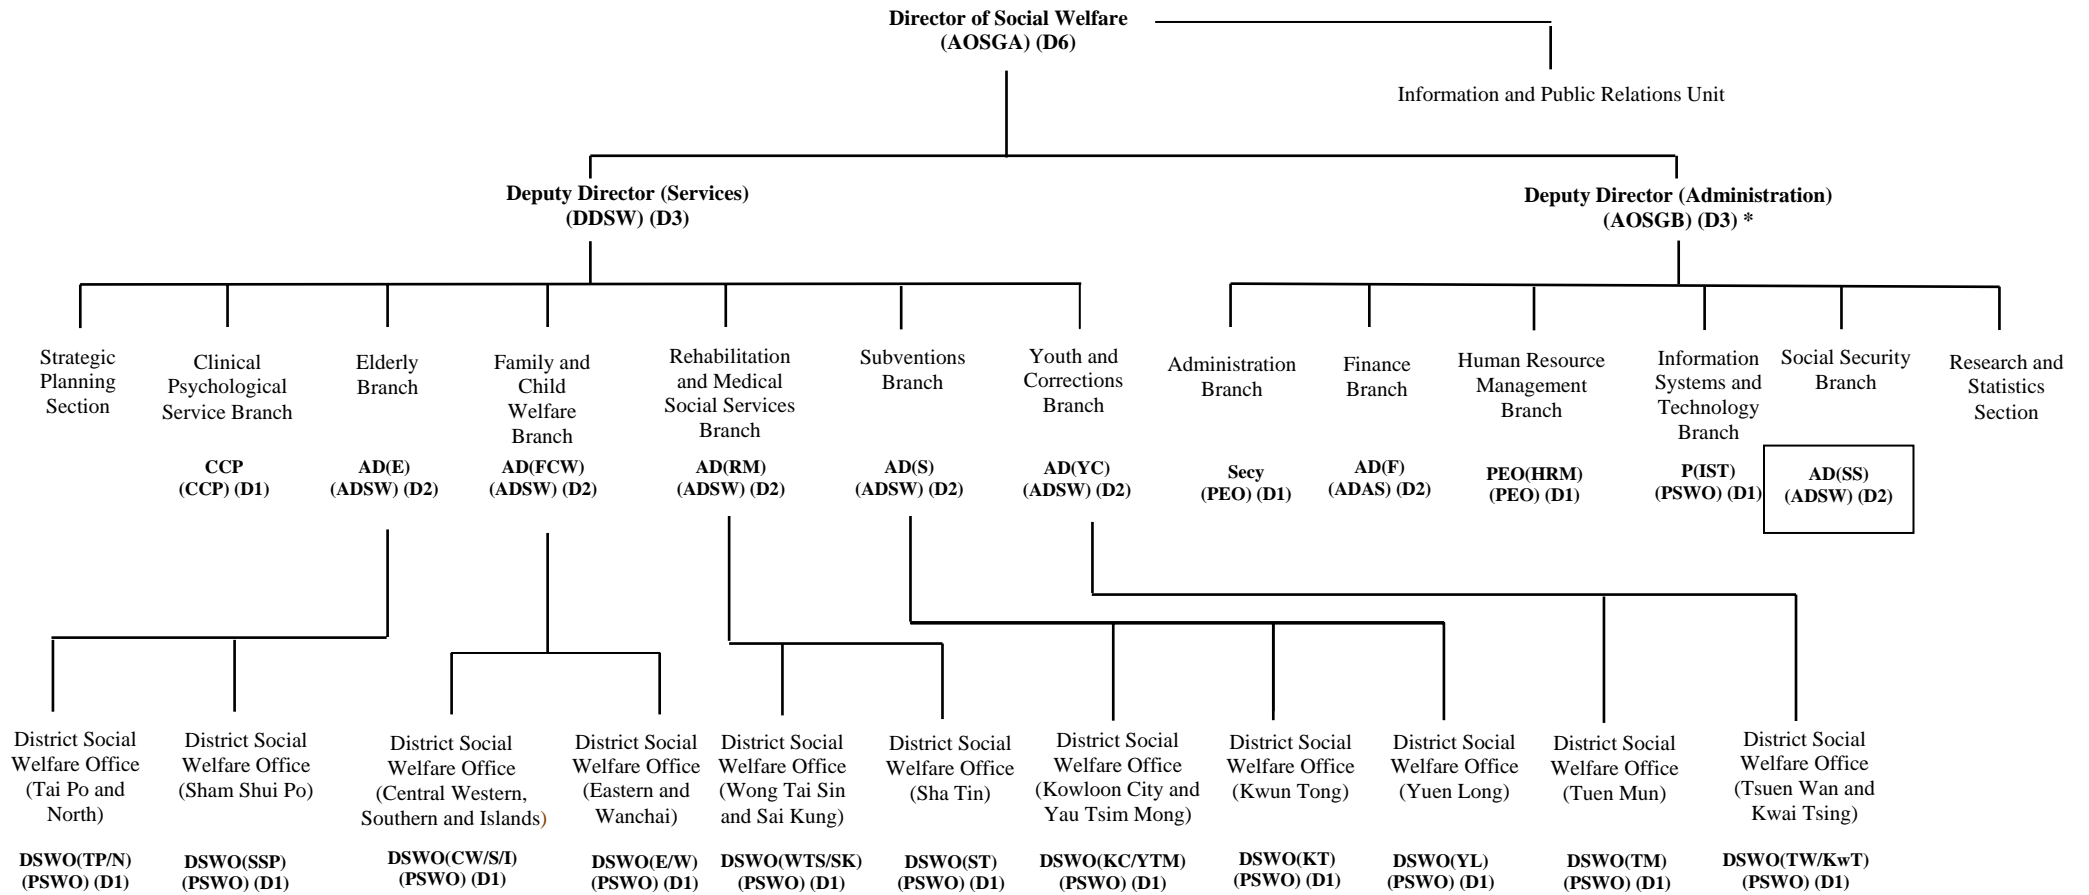 Director of Social Welfare
(AOSGA) (D6)
Information and Public Relations Unit
Deputy Director (Services)
(DDSW) (D3)
Deputy Director (Administration)
(AOSGB) (D3) *
Strategic
Planning
Section
Clinical
Psychological
Service Branch
CCP
(CCP) (D1)
Elderly
Branch
AD(E)
(ADSW) (D2)
Family and
Child
Welfare
Branch
AD(FCW)
(ADSW) (D2)
Rehabilitation
and Medical
Social Services
Branch
AD(RM)
(ADSW) (D2)
Subventions
Branch
AD(S)
(ADSW) (D2)
Youth and
Corrections
Branch
AD(YC)
(ADSW) (D2)
Administration
Branch
Secy
(PEO) (D1)
Finance
Branch
AD(F)
(ADAS) (D2)
Human Resource
Management
Branch
PEO(HRM)
(PEO) (D1)
Information
Systems and
Technology
Branch
P(IST)
(PSWO) (D1)
Social Security
Branch
AD(SS)
(ADSW) (D2)
Research and
Statistics
Section
District Social
Welfare Office
(Tai Po and
North)
DSWO(TP/N)
(PSWO) (D1)
District Social
Welfare Office
(Sham Shui Po)
DSWO(SSP)
(PSWO) (D1)
District Social
Welfare Office
(Central Western,
Southern and Islands)
DSWO(CW/S/I)
(PSWO) (D1)
District Social
Welfare Office
(Eastern and
Wanchai)
DSWO(E/W)
(PSWO) (D1)
District Social
Welfare Office
(Wong Tai Sin
and Sai Kung)
DSWO(WTS/SK)
(PSWO) (D1)
District Social
Welfare Office
(Sha Tin)
DSWO(ST)
(PSWO) (D1)
District Social
Welfare Office
(Kowloon City and
Yau Tsim Mong)
DSWO(KC/YTM)
(PSWO) (D1)
District Social
Welfare Office
(Kwun Tong)
DSWO(KT)
(PSWO) (D1)
District Social
Welfare Office
(Yuen Long)
DSWO(YL)
(PSWO) (D1)
District Social
Welfare Office
(Tuen Mun)
DSWO(TM)
(PSWO) (D1)
District Social
Welfare Office
(Tsuen Wan and
Kwai Tsing)
DSWO(TW/KwT)
(PSWO) (D1)